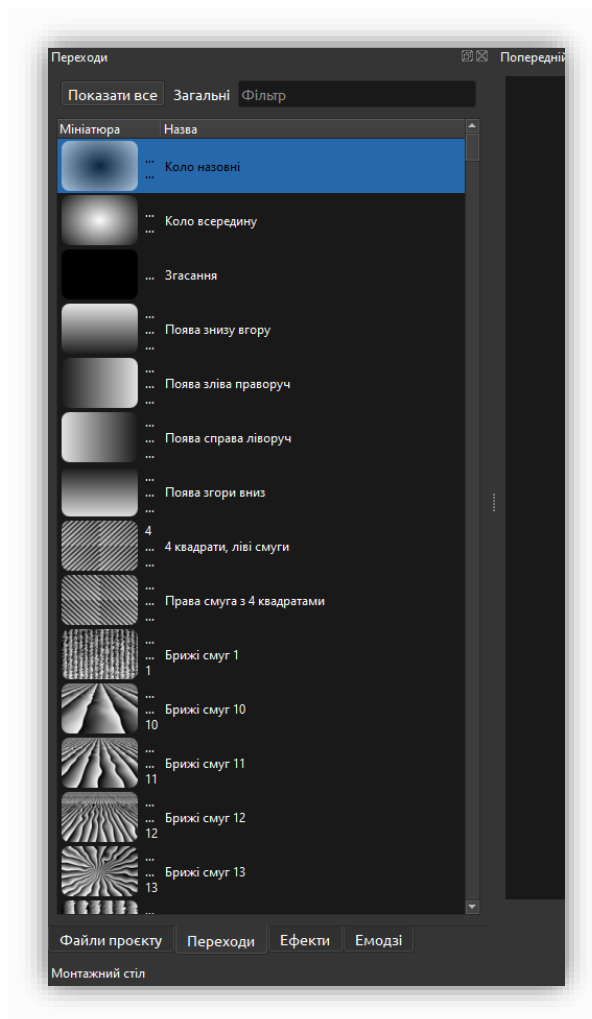 Переходи
Попередній
Показати все Загальні Фільтр
Мініатюра Назва
... ... Коло назовні
... ... Коло всередину
... Згасання
... ... ... Поява знизу вгору
... ... ... Поява зліва праворуч
... ... ... Поява справа ліворуч
... ... ... Поява згори вниз
4 ... ... 4 квадрати, ліві смуги
... ... ... Права смуга з 4 квадратами
... ... 1 Брижі смуг 1
... ... 10 Брижі смуг 10
... ... 11 Брижі смуг 11
... ... 12 Брижі смуг 12
... ... 13 Брижі смуг 13
...
Файли проєкту Переходи Ефекти Емодзі
Монтажний стіл